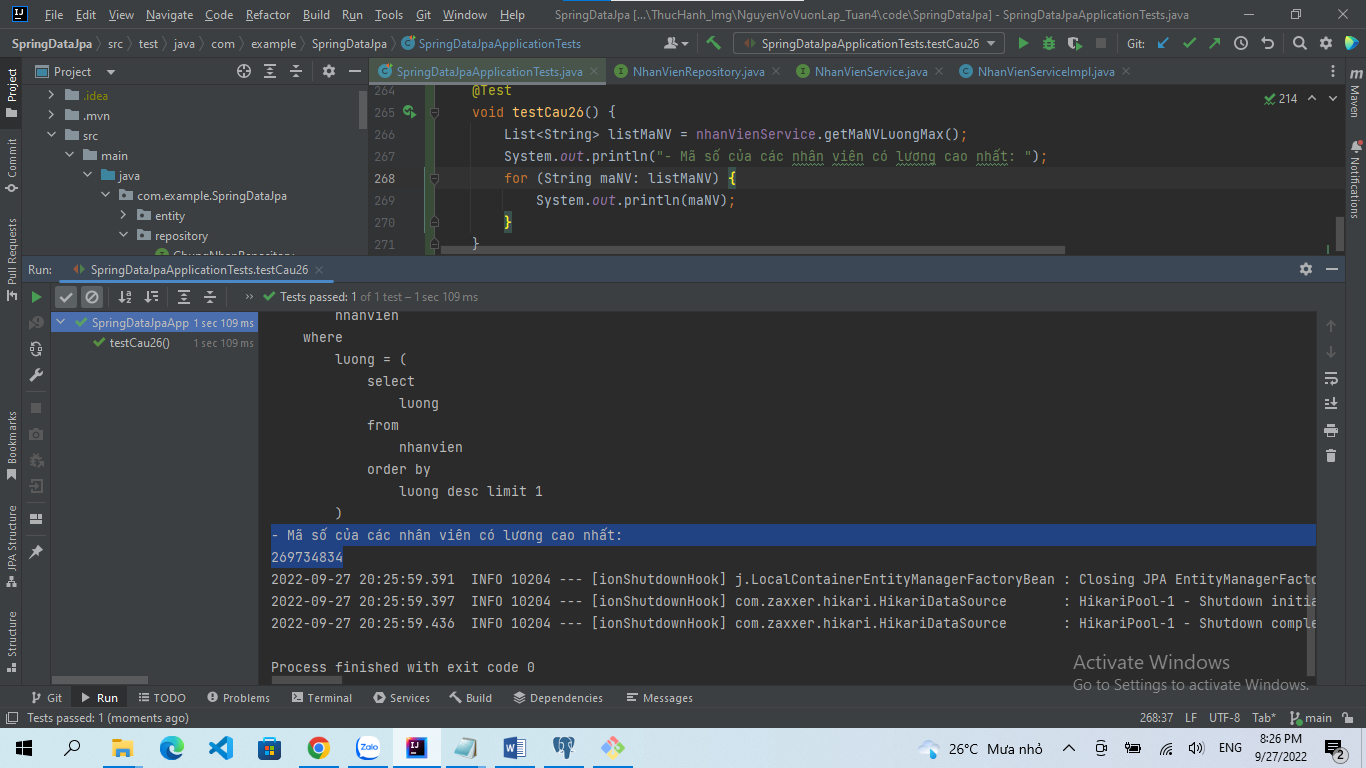 File Edit View Navigate Code Refactor Build Run Tools Git Window Help SpringDataJpa [...\ThucHanh_lmg\NguyenVoVuonLap_Tuan4\code\SpringDataJpa] - SpringDataJpaApplicationTests.java
SpringDataJpa src test java com example SpringDataJpa SpringDataJpaApplicationTests SpringDataJpaApplicationTests.testCau26 Git:
Project
Commit
Pull Requests
Bookmarks
JPA Structure
Structure
Project
.idea
.mvn
src
main
java
com.example.SpringDataJpa
entity
repository
ChungNhanRepository
SpringDataJpaApplicationTests.java NhanVienRepository.java NhanVienService.java NhanVienServiceImpl.java
264 @Test
265 void testCau26() {
266 List<String> listMaNV = nhanVienService.getMaNVLuongMax();
267 System.out.println("- Mã số của các nhân viên có lương cao nhất: ");
268 for (String maNV: listMaNV) {
269 System.out.println(maNV);
270 }
271 }
214
Maven
Notifications
Run: SpringDataJpaApplicationTests.testCau26
» Tests passed: 1 of 1 test – 1 sec 109 ms
SpringDataJpaApp 1 sec 109 ms
testCau26() 1 sec 109 ms
nhanvien
where
luong = (
select
luong
from
nhanvien
order by
luong desc limit 1
)
- Mã số của các nhân viên có lương cao nhất:
269734834
2022-09-27 20:25:59.391 INFO 10204 --- [ionShutdownHook] j.LocalContainerEntityManagerFactoryBean : Closing JPA EntityManagerFacto
2022-09-27 20:25:59.397 INFO 10204 --- [ionShutdownHook] com.zaxxer.hikari.HikariDataSource : HikariPool-1 - Shutdown initia
2022-09-27 20:25:59.436 INFO 10204 --- [ionShutdownHook] com.zaxxer.hikari.HikariDataSource : HikariPool-1 - Shutdown comple
Process finished with exit code 0
Activate Windows
Go to Settings to activate Windows.
Git Run TODO Problems Terminal Services Build Dependencies Messages
Tests passed: 1 (moments ago) 268:37 LF UTF-8 Tab* main
Zalo
26°C Mưa nhỏ ENG 8:26 PM
9/27/2022
2